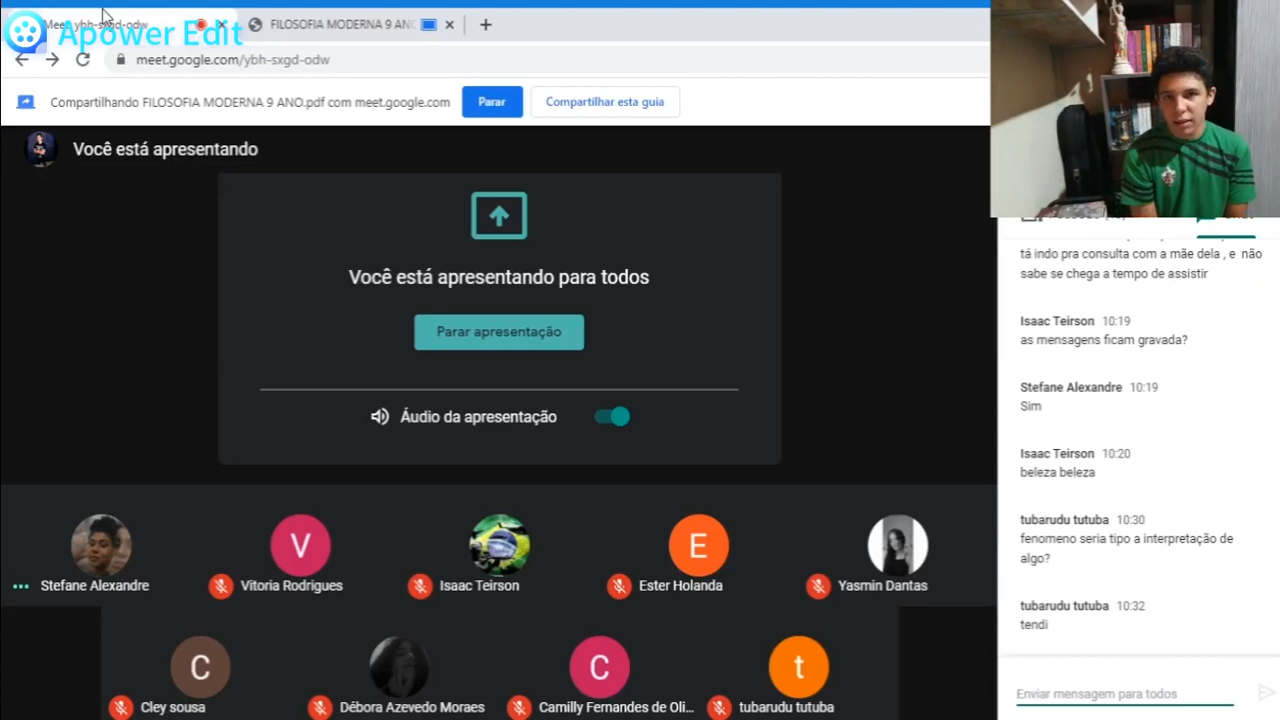 Meet ybh-sxgd-odw
FILOSOFIA MODERNA 9 ANO
Apower Edit
meet.google.com/ybh-sxgd-odw
Compartilhando FILOSOFIA MODERNA 9 ANO.pdf com meet.google.com
Parar
Compartilhar esta guia
Você está apresentando
Você está apresentando para todos
Parar apresentação
Áudio da apresentação
Stefane Alexandre
Vitoria Rodrigues
Isaac Teirson
Ester Holanda
Yasmin Dantas
Cley sousa
Débora Azevedo Moraes
Camilly Fernandes de Oli...
tubarudu tutuba
V
E
C
C
t
tá indo pra consulta com a mãe dela , e não
sabe se chega a tempo de assistir
Isaac Teirson 10:19
as mensagens ficam gravada?
Stefane Alexandre 10:19
Sim
Isaac Teirson 10:20
beleza beleza
tubarudu tutuba 10:30
fenomeno seria tipo a interpretação de
algo?
tubarudu tutuba 10:32
tendi
Enviar mensagem para todos